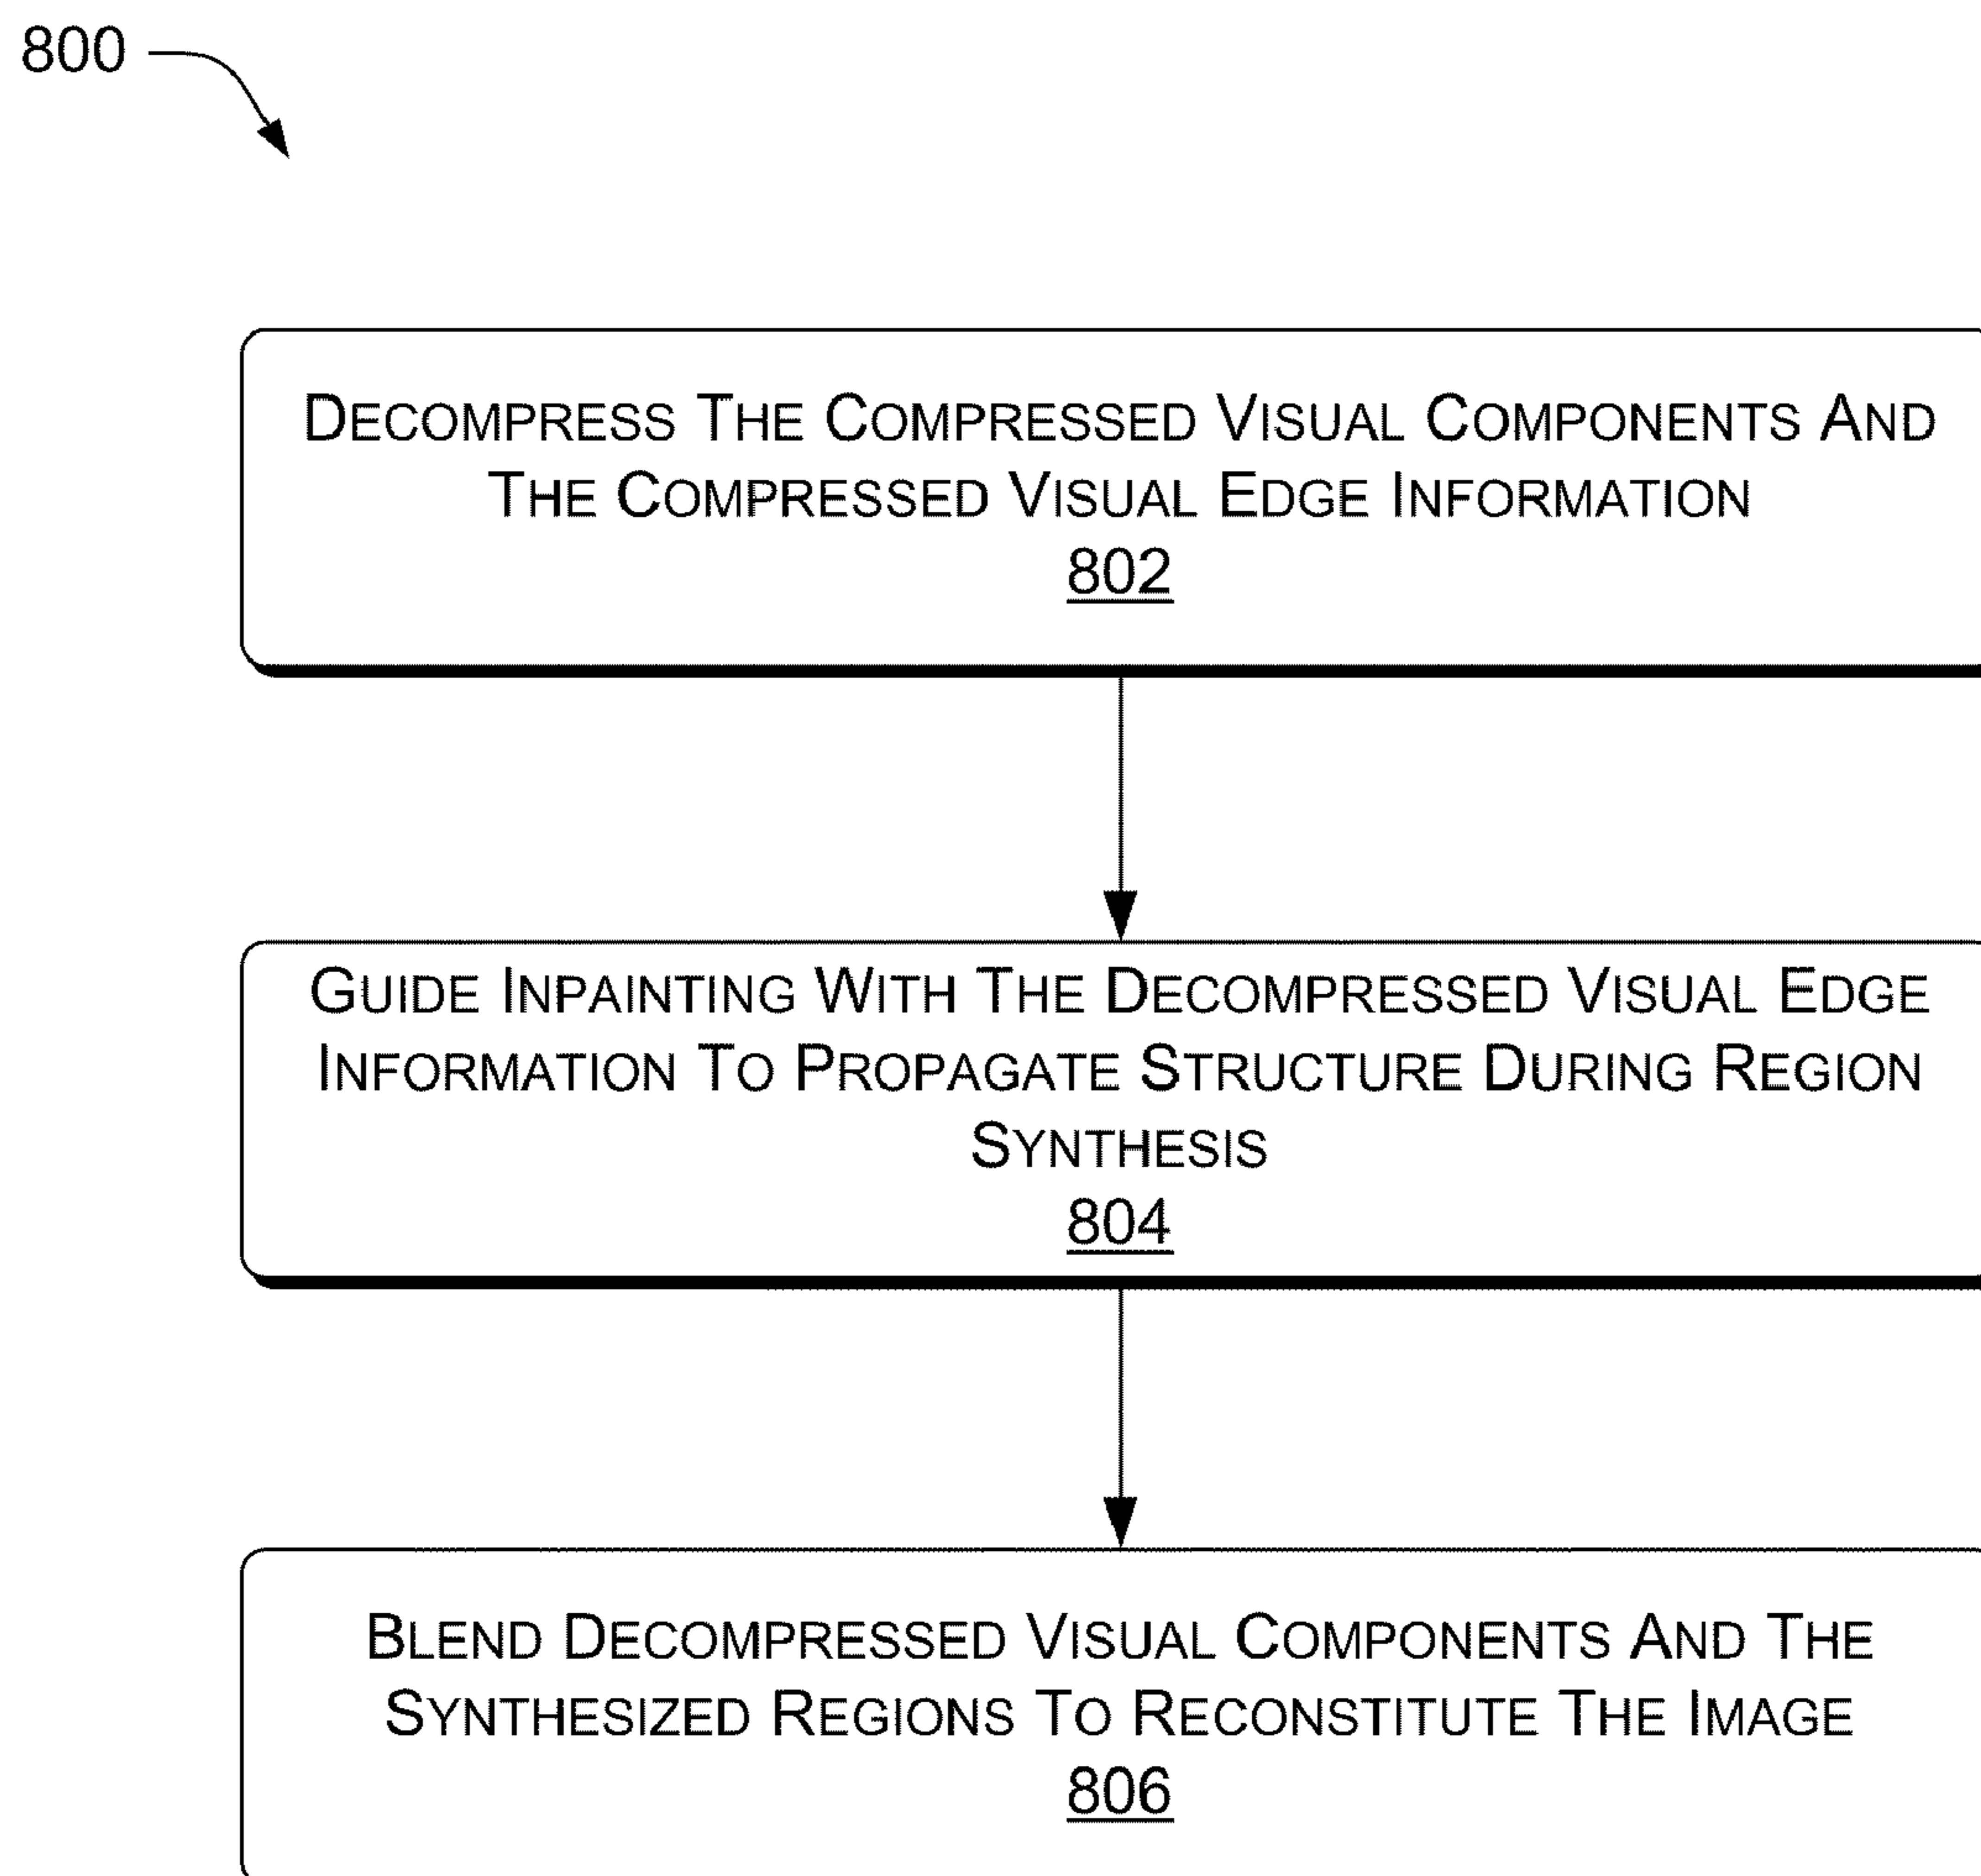 800
DECOMPRESS THE COMPRESSED VISUAL COMPONENTS AND
THE COMPRESSED VISUAL EDGE INFORMATION
802
GUIDE INPAINTING WITH THE DECOMPRESSED VISUAL EDGE
INFORMATION TO PROPAGATE STRUCTURE DURING REGION
SYNTHESIS
804
BLEND DECOMPRESSED VISUAL COMPONENTS AND THE
SYNTHESIZED REGIONS TO RECONSTITUTE THE IMAGE
806